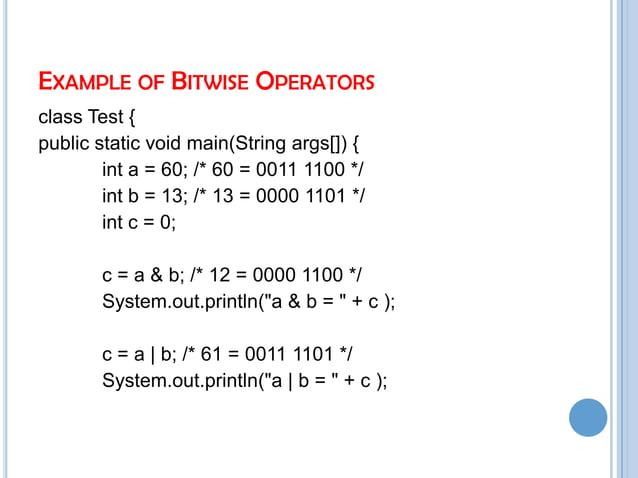 EXAMPLE OF BITWISE OPERATORS
class Test {
public static void main(String args[]) {
int a = 60; /* 60 = 0011 1100 */
int b = 13; /* 13 = 0000 1101 */
int c = 0;
c = a & b; /* 12 = 0000 1100 */
System.out.println("a & b = " + c );
c = a | b; /* 61 = 0011 1101 */
System.out.println("a | b = " + c );